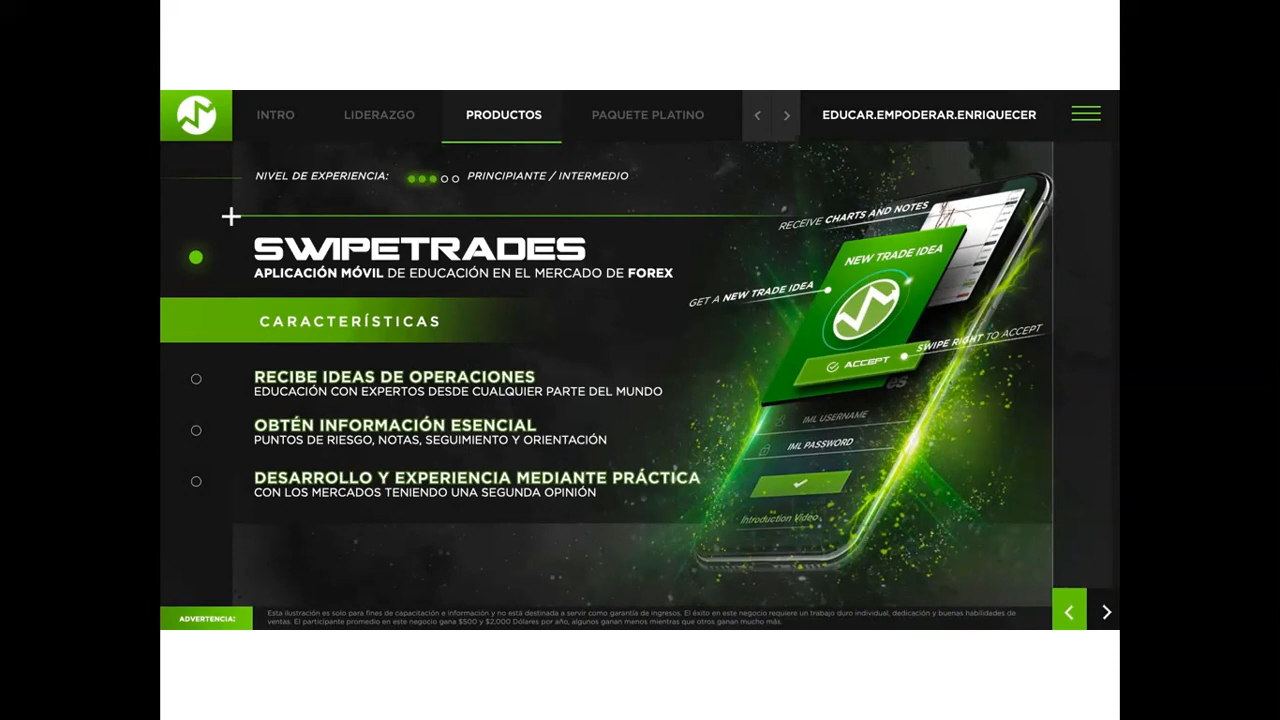 INTRO
LIDERAZGO
PRODUCTOS
PAQUETE PLATINO
EDUCAR.EMPODERAR.ENRIQUECER
NIVEL DE EXPERIENCIA:
PRINCIPIANTE / INTERMEDIO
SWIPETRADES
APLICACIÓN MÓVIL DE EDUCACIÓN EN EL MERCADO DE FOREX
CARACTERÍSTICAS
RECIBE IDEAS DE OPERACIONES
EDUCACIÓN CON EXPERTOS DESDE CUALQUIER PARTE DEL MUNDO
OBTÉN INFORMACIÓN ESENCIAL
PUNTOS DE RIESGO, NOTAS, SEGUIMIENTO Y ORIENTACIÓN
DESARROLLO Y EXPERIENCIA MEDIANTE PRÁCTICA
CON LOS MERCADOS TENIENDO UNA SEGUNDA OPINIÓN
RECEIVE CHARTS AND NOTES
NEW TRADE IDEA
GET A NEW TRADE IDEA
SWIPE RIGHT TO ACCEPT
ACCEPT
IML USERNAME
IML PASSWORD
Introduction Video
ADVERTENCIA:
Esta ilustración es solo para fines de capacitación e información y no está destinada a servir como garantía de ingresos. El éxito en este negocio requiere un trabajo duro individual, dedicación y buenas habilidades de
ventas. El participante promedio en este negocio gana $500 y $2,000 Dólares por año, algunos ganan menos mientras que otros ganan mucho más.